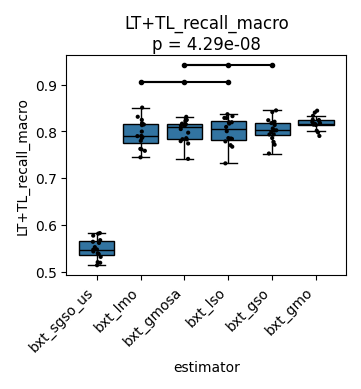 LT+TL_recall_macro
p = 4.29e-08
LT+TL_recall_macro
0.9
0.8
0.7
0.6
0.5
bxt_sgso_us
bxt_lmo
bxt_gmosa
bxt_lso
bxt_gso
bxt_gmo
estimator